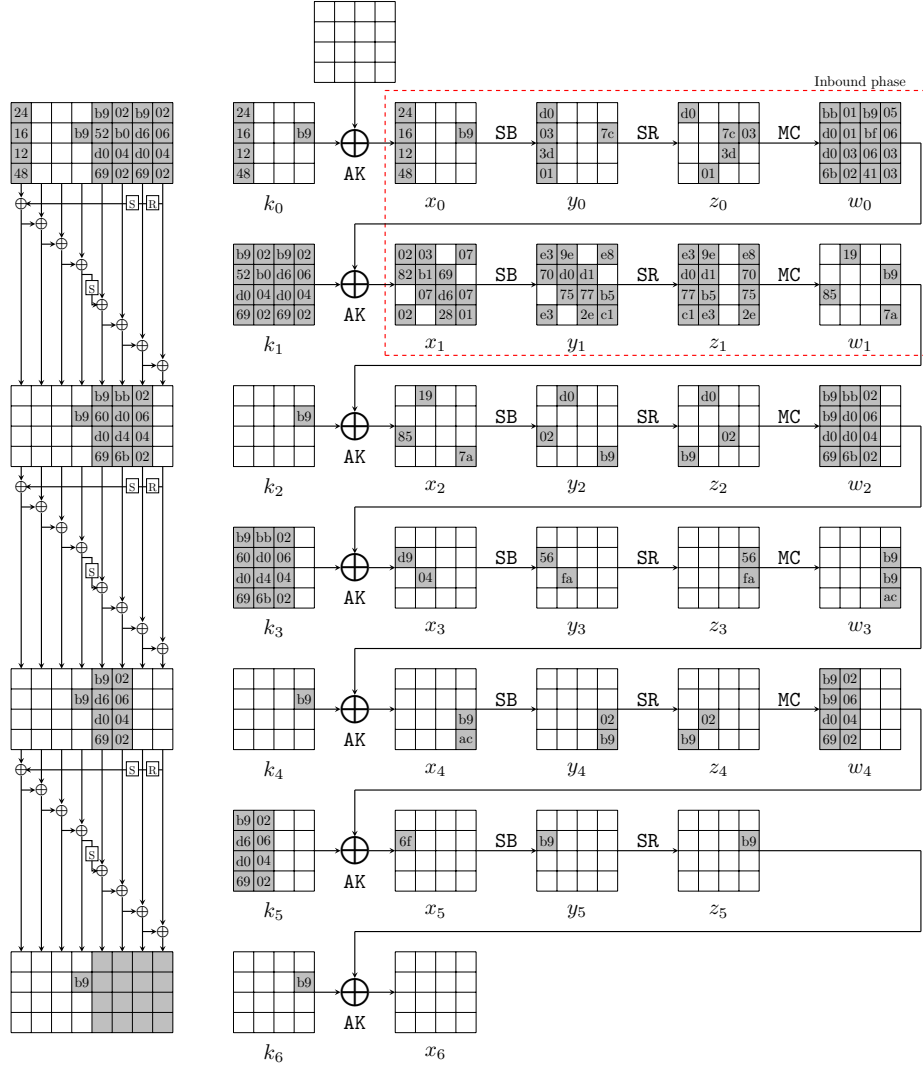 Inbound phase
24 b9 02 b9 02 24 24 d0 d0 bb 01 b9 05
16 b9 52 b0 d6 06 16 b9 16 b9 SB 03 7c SR 7c 03 MC d0 01 bf 06
12 d0 04 d0 04 12 12 3d 3d d0 03 06 03
48 69 02 69 02 48 AK 48 01 01 6b 02 41 03
S R k0 x0 y0 z0 w0
b9 02 b9 02 02 03 07 e3 9e e8 e3 9e e8 19
52 b0 d6 06 82 b1 69 SB 70 d0 d1 SR d0 d1 70 MC b9
S d0 04 d0 04 07 d6 07 75 77 b5 77 b5 75 85
69 02 69 02 AK 02 28 01 e3 2e c1 c1 e3 2e 7a
k1 x1 y1 z1 w1
b9 bb 02 19 d0 d0 b9 bb 02
b9 60 d0 06 b9 SB SR MC b9 d0 06
d0 d4 04 85 02 02 d0 d0 04
69 6b 02 AK 7a b9 b9 69 6b 02
S R k2 x2 y2 z2 w2
b9 bb 02
60 d0 06 d9 SB 56 SR 56 MC b9
S d0 d4 04 04 fa fa b9
69 6b 02 AK ac
k3 x3 y3 z3 w3
b9 02 b9 02
b9 d6 06 b9 SB SR MC b9 06
d0 04 b9 02 02 d0 04
69 02 AK ac b9 b9 69 02
S R k4 x4 y4 z4 w4
b9 02
d6 06 6f SB b9 SR b9
S d0 04
69 02 AK
k5 x5 y5 z5
b9 b9
AK
k6 x6